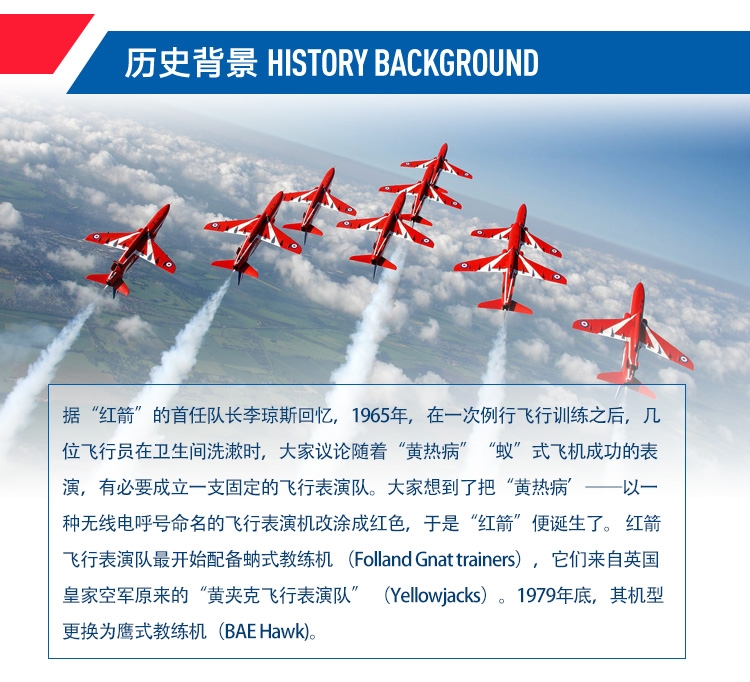 历史背景 HISTORY BACKGROUND
据“红箭”的首任队长李琼斯回忆，1965年，在一次例行飞行训练之后，几
位飞行员在卫生间洗漱时，大家议论随着“黄热病”“蚁”式飞机成功的表
演，有必要成立一支固定的飞行表演队。大家想到了把“黄热病’——以一
种无线电呼号命名的飞行表演机改涂成红色，于是“红箭”便诞生了。 红箭
飞行表演队最开始配备蚋式教练机 （Folland Gnat trainers），它们来自英国
皇家空军原来的“黄夹克飞行表演队” （Yellowjacks）。1979年底，其机型
更换为鹰式教练机（BAE Hawk)。